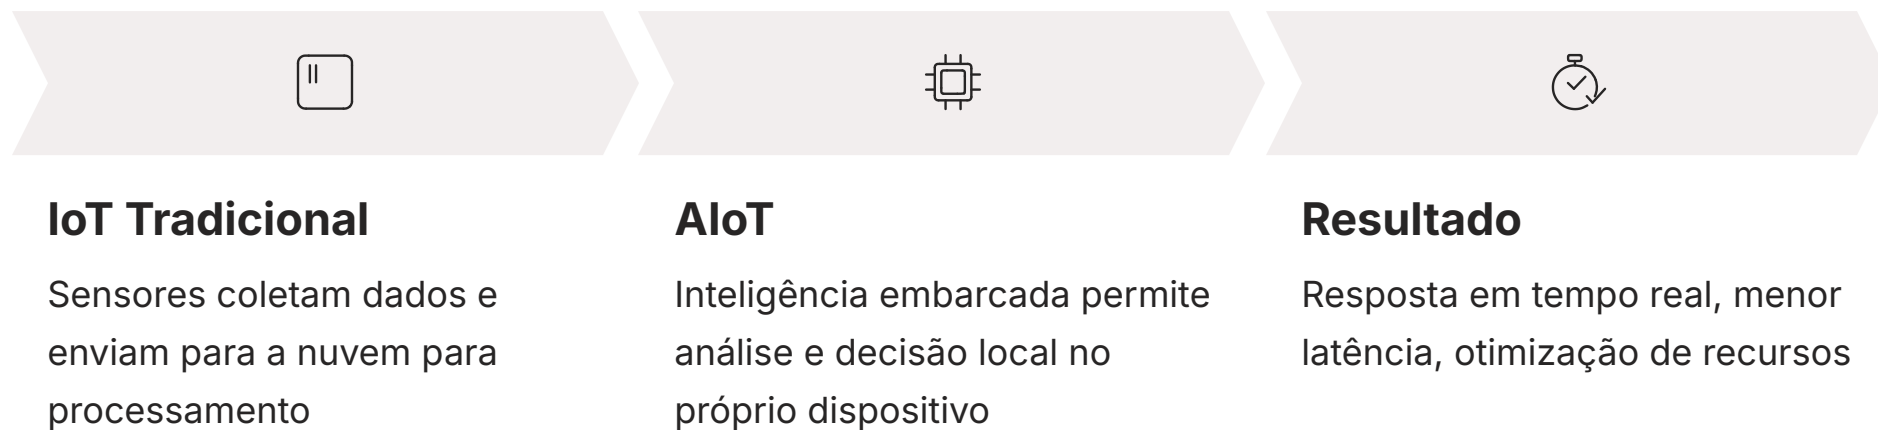 IoT Tradicional
Sensores coletam dados e
enviam para a nuvem para
processamento
AIoT
Inteligência embarcada permite
análise e decisão local no
próprio dispositivo
Resultado
Resposta em tempo real, menor
latência, otimização de recursos